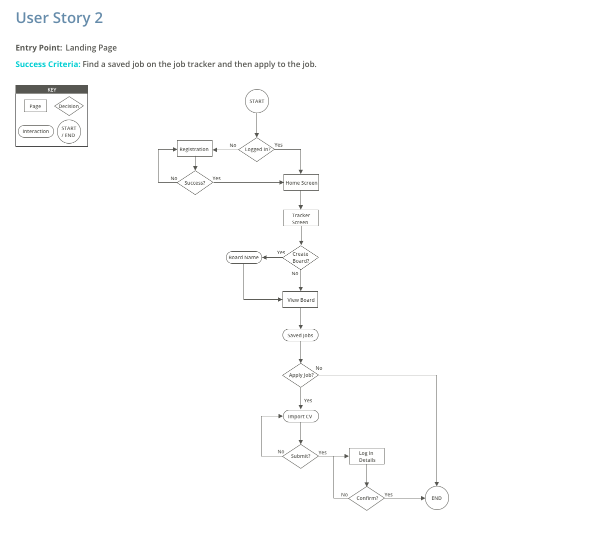 User Story 2
Entry Point: Landing Page
Success Criteria: Find a saved job on the job tracker and then apply to the job.
KEY
Page
Decision
Interaction
START
/ END
START
Logged In?
No
Yes
Registration
Success?
No
Yes
Home Screen
Tracker
Screen
Create
Board?
Yes
No
Board Name
View Board
Saved Jobs
Apply Job?
No
Yes
Import CV
Submit?
No
Yes
Log In
Details
Confirm?
No
Yes
END